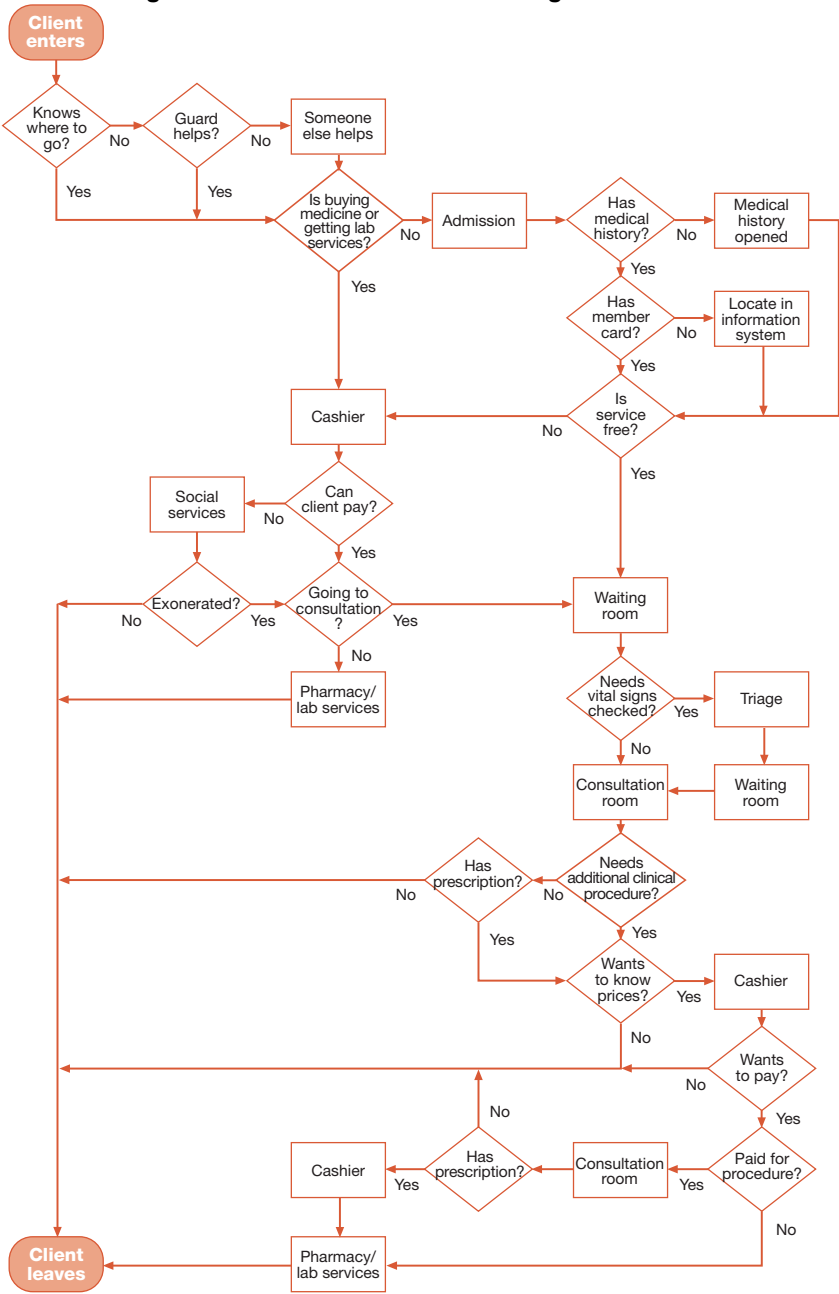 Client
enters
Knows
where to
go?
No
Guard
helps?
No
Someone
else helps
Yes
Yes
Is buying
medicine or
getting lab
services?
No
Admission
Has
medical
history?
No
Medical
history
opened
Yes
Yes
Has
member
card?
No
Locate in
information
system
Yes
Cashier
Is
service
free?
No
Yes
Social
services
Can
client pay?
No
Yes
Exonerated?
No
Yes
Going to
consultation
?
Yes
Waiting
room
No
Pharmacy/
lab services
Needs
vital signs
checked?
Yes
Triage
No
Consultation
room
Waiting
room
Has
prescription?
No
Needs
additional clinical
procedure?
No
Yes
Yes
Wants
to know
prices?
Yes
Cashier
No
Wants
to pay?
No
Yes
No
Cashier
Yes
Has
prescription?
Consultation
room
Yes
Paid for
procedure?
No
Client
leaves
Pharmacy/
lab services